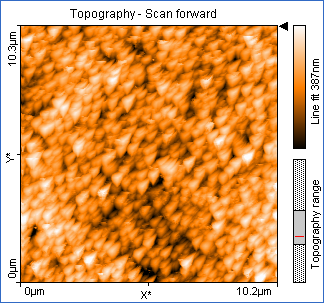 Topography - Scan forward
10.3µm
Y*
0µm
0µm
X*
10.2µm
Line fit 387nm
Topography range